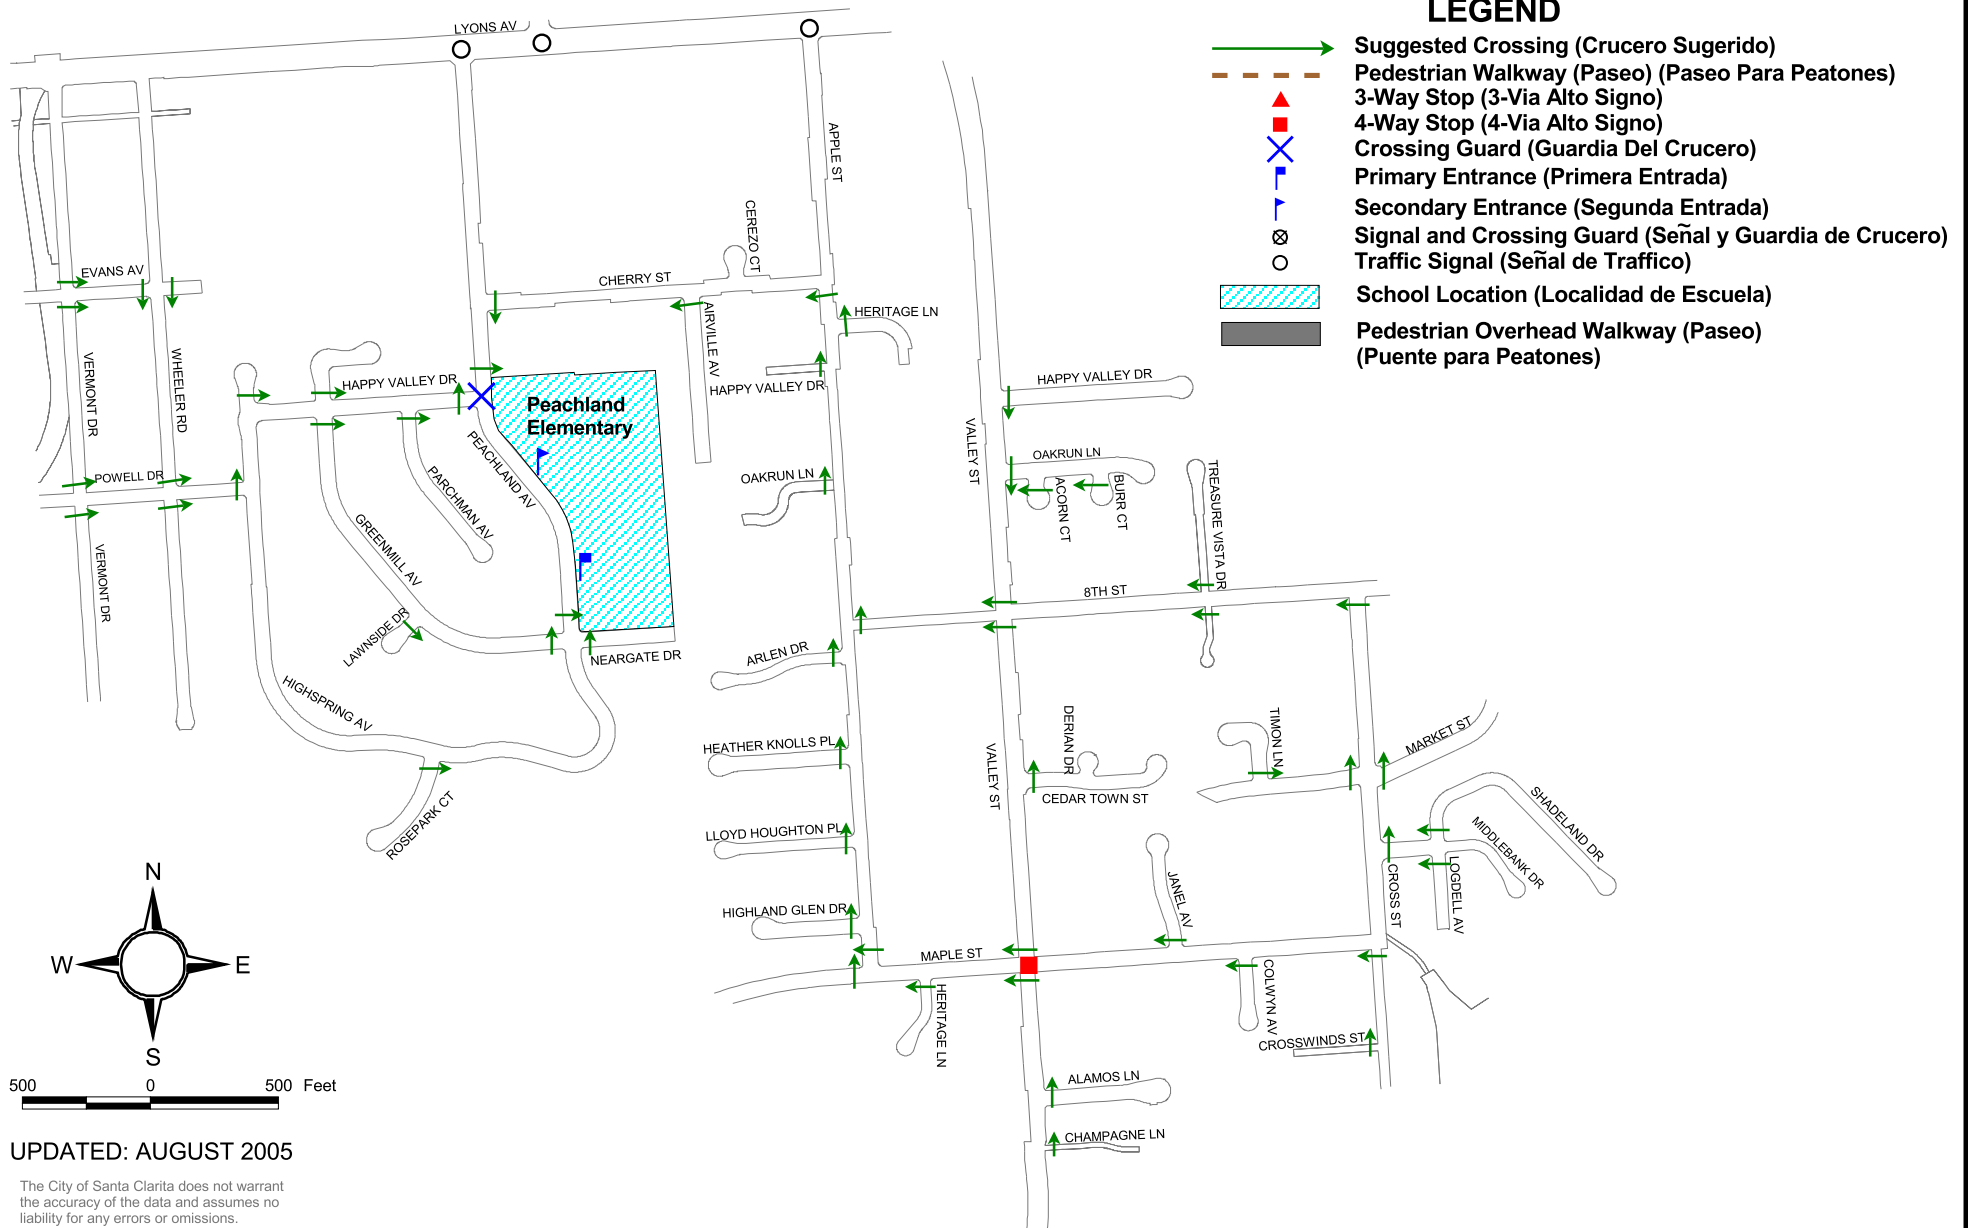 LEGEND
Suggested Crossing (Crucero Sugerido)
Pedestrian Walkway (Paseo) (Paseo Para Peatones)
3-Way Stop (3-Via Alto Signo)
4-Way Stop (4-Via Alto Signo)
Crossing Guard (Guardia Del Crucero)
Primary Entrance (Primera Entrada)
Secondary Entrance (Segunda Entrada)
Signal and Crossing Guard (Señal y Guardia de Crucero)
Traffic Signal (Señal de Traffico)
School Location (Localidad de Escuela)
Pedestrian Overhead Walkway (Paseo)
(Puente para Peatones)
LYONS AV
APPLE ST
CEREZO CT
EVANS AV
CHERRY ST
HERITAGE LN
AIRVILLE AV
VERMONT DR
WHEELER RD
HAPPY VALLEY DR
HAPPY VALLEY DR
HAPPY VALLEY DR
Peachland
Elementary
PEACHLAND AV
PARCHMAN AV
VALLEY ST
OAKRUN LN
OAKRUN LN
POWELL DR
ACORN CT
BURR CT
TREASURE VISTA DR
GREENMILL AV
VERMONT DR
8TH ST
LAWNSIDE DR
NEARGATE DR
ARLEN DR
HIGHSPRING AV
HEATHER KNOLLS PL
VALLEY ST
DERIAN DR
TIMON LN
MARKET ST
CEDAR TOWN ST
ROSEPARK CT
LLOYD HOUGHTON PL
SHADELAND DR
MIDDLEBANK DR
LOGDELL AV
CROSS ST
JANEL AV
HIGHLAND GLEN DR
MAPLE ST
HERITAGE LN
COLWYN AV
CROSSWINDS ST
ALAMOS LN
CHAMPAGNE LN
N
W
E
S
500 0 500 Feet
UPDATED: AUGUST 2005
The City of Santa Clarita does not warrant
the accuracy of the data and assumes no
liability for any errors or omissions.